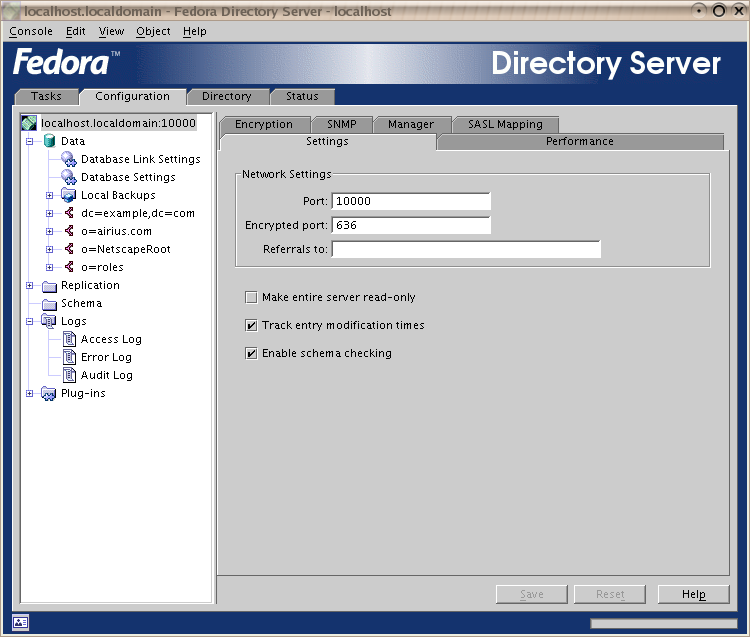 localhost.localdomain - Fedora Directory Server - localhost
Console Edit View Object Help
Fedora™
Directory Server
Tasks Configuration Directory Status
localhost.localdomain:10000
Data
Database Link Settings
Database Settings
Local Backups
dc=example,dc=com
o=airius.com
o=NetscapeRoot
o=roles
Replication
Schema
Logs
Access Log
Error Log
Audit Log
Plug-ins
Encryption SNMP Manager SASL Mapping
Settings Performance
Network Settings
Port: 10000
Encrypted port: 636
Referrals to:
Make entire server read-only
Track entry modification times
Enable schema checking
Save Reset Help